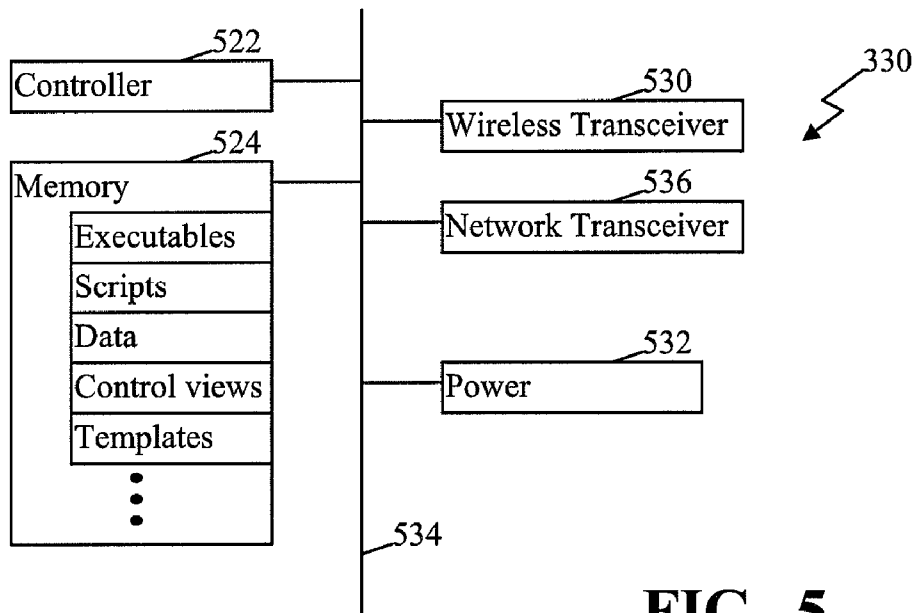 522
Controller
330
530
Wireless Transceiver
524
Memory
536
Network Transceiver
Executables
Scripts
Data
Control views
Templates
532
Power
534
FIG. 5